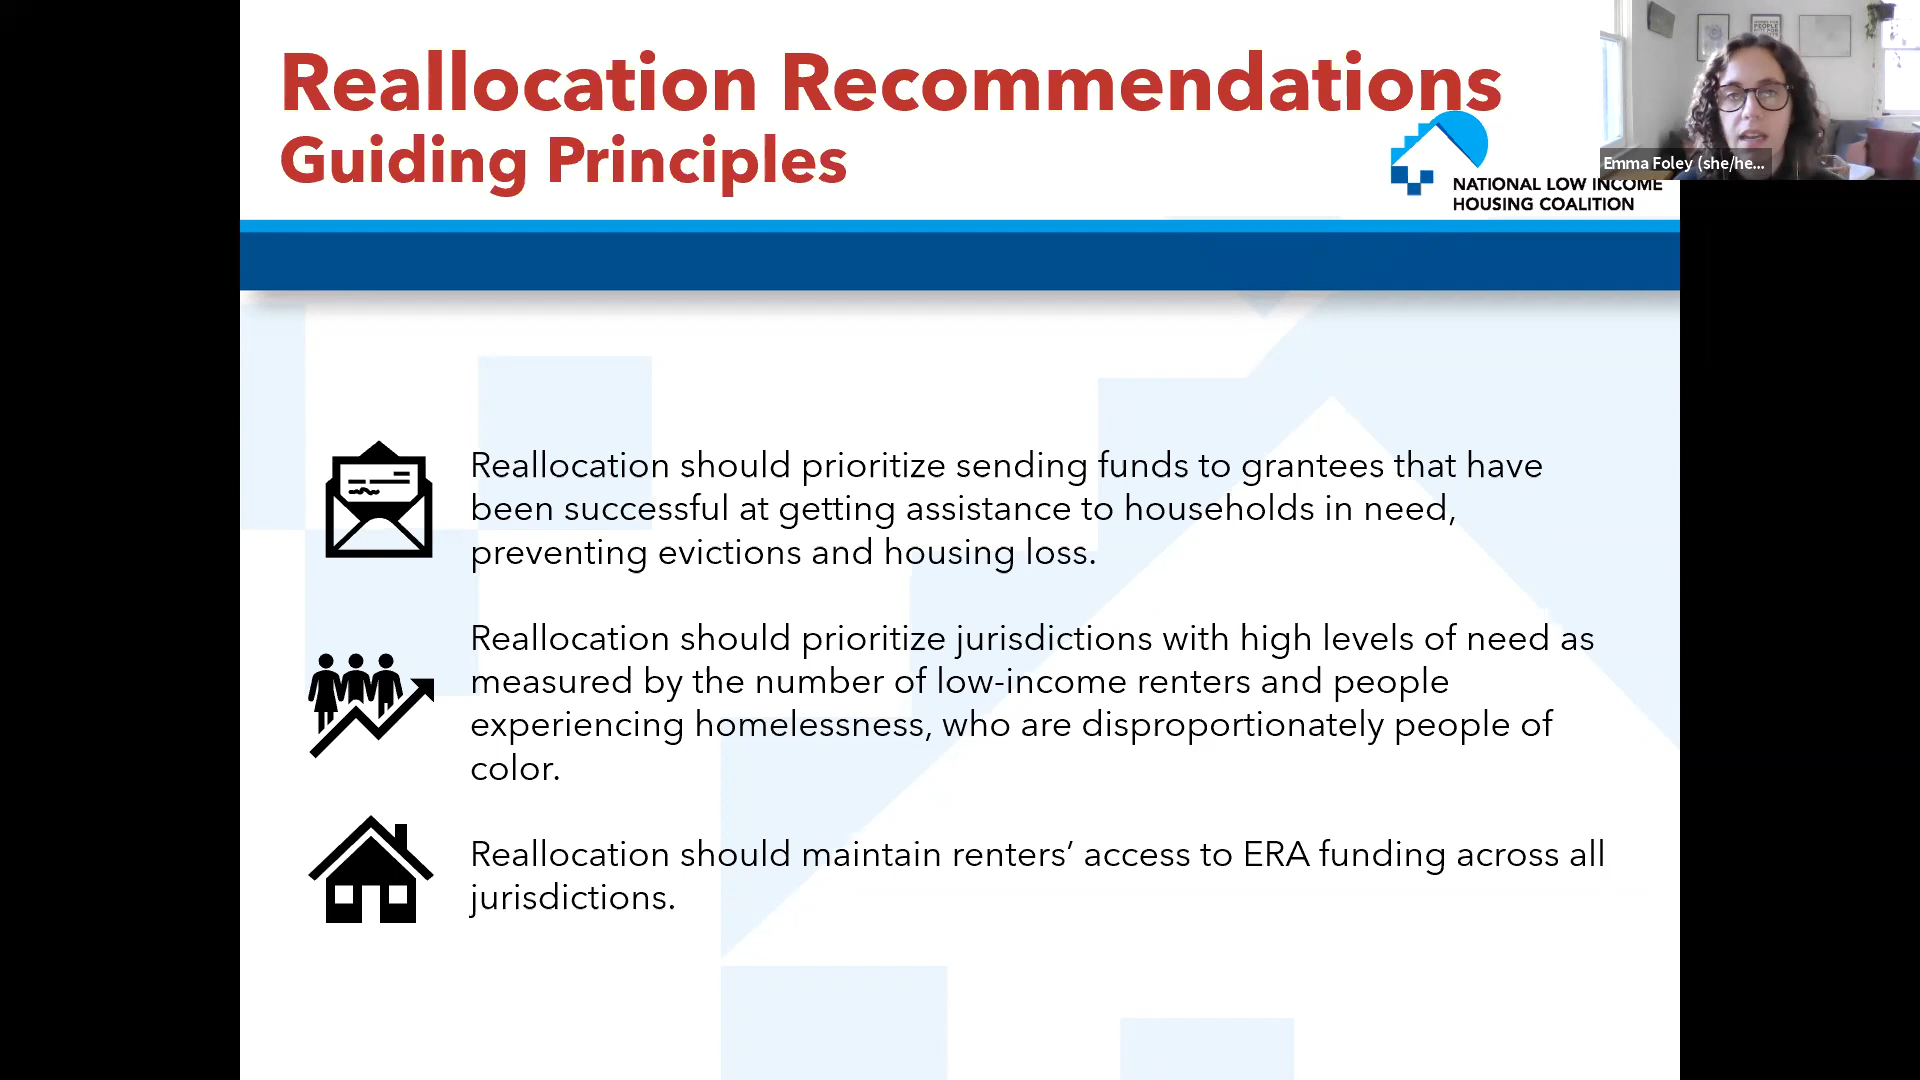 Reallocation Recommendations
Guiding Principles
NATIONAL LOW INCOME
HOUSING COALITION
Emma Foley (she/he...
Reallocation should prioritize sending funds to grantees that have
been successful at getting assistance to households in need,
preventing evictions and housing loss.
Reallocation should prioritize jurisdictions with high levels of need as
measured by the number of low-income renters and people
experiencing homelessness, who are disproportionately people of
color.
Reallocation should maintain renters’ access to ERA funding across all
jurisdictions.